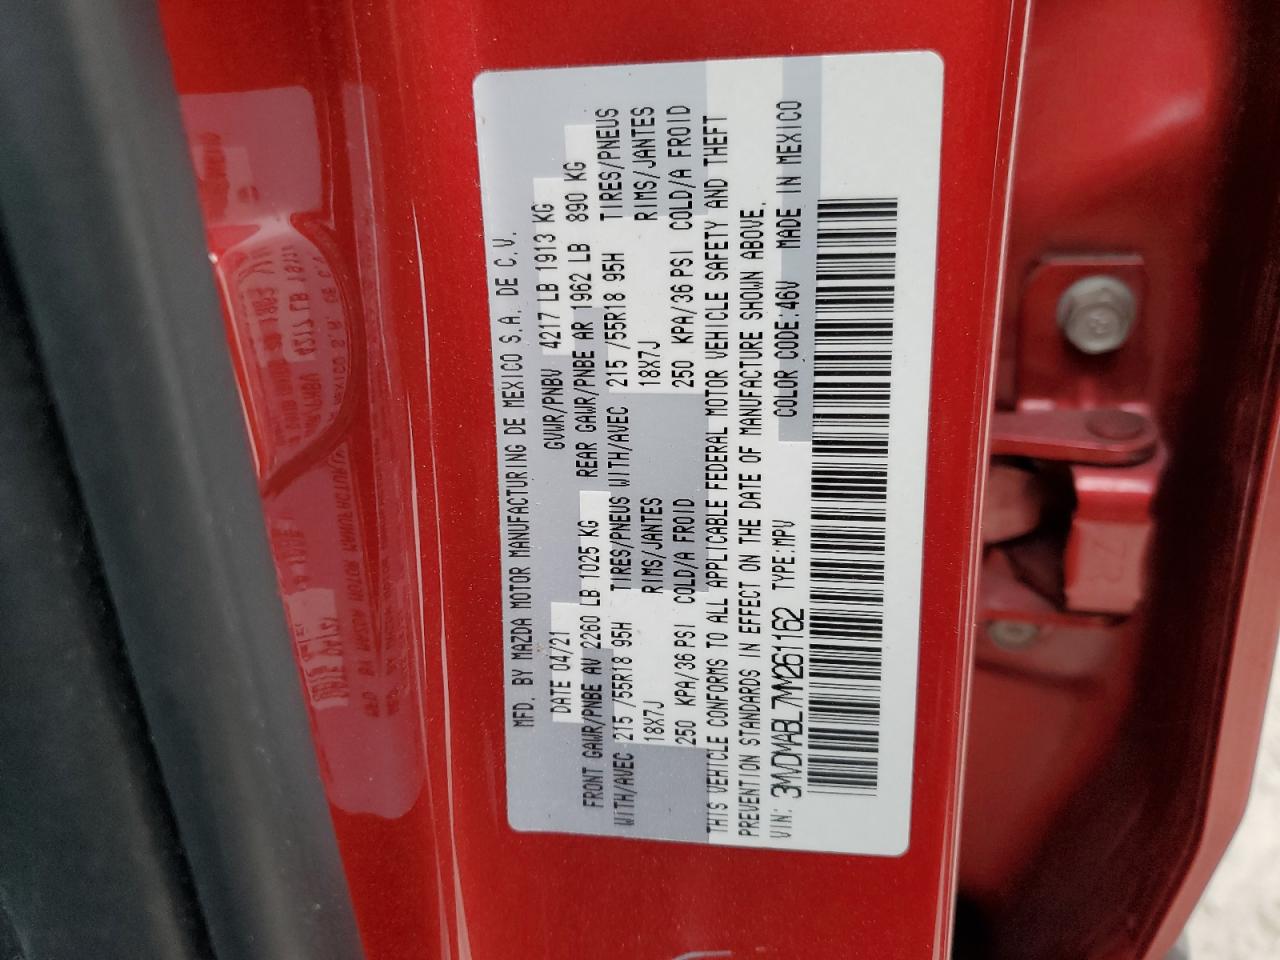 MFD. BY MAZDA MOTOR MANUFACTURING DE MEXICO S.A. DE C.V.
DATE 04/21 GVWR/PNBV 4217 LB 1913 KG
FRONT GAWR/PNBE AV 2260 LB 1025 KG REAR GAWR/PNBE AR 1962 LB 890 KG
WITH/AVEC 215 /55R18 95H TIRES/PNEUS WITH/AVEC 215 /55R18 95H TIRES/PNEUS
18X7J RIMS/JANTES 18X7J RIMS/JANTES
250 KPA/36 PSI COLD/A FROID 250 KPA/36 PSI COLD/A FROID
THIS VEHICLE CONFORMS TO ALL APPLICABLE FEDERAL MOTOR VEHICLE SAFETY AND THEFT
PREVENTION STANDARDS IN EFFECT ON THE DATE OF MANUFACTURE SHOWN ABOVE.
VIN: 3MVDMABL7MM261162 TYPE:MPV COLOR CODE:46V MADE IN MEXICO